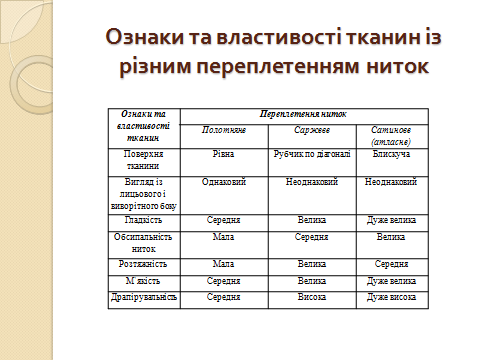 Ознаки та властивості тканин із
різним переплетенням ниток
Ознаки та
властивості
тканин
Переплетення ниток
Полотняне
Саржеве
Сатинове
(атласне)
Поверхня
тканини
Рівна
Рубчик по діагоналі
Блискуча
Вигляд із
лицьового і
виворітного боку
Однаковий
Неоднаковий
Неоднаковий
Гладкість
Середня
Велика
Дуже велика
Обсипальність
ниток
Мала
Середня
Велика
Розтяжність
Мала
Велика
Середня
М`якість
Середня
Велика
Дуже велика
Драпірувальність
Середня
Висока
Дуже висока